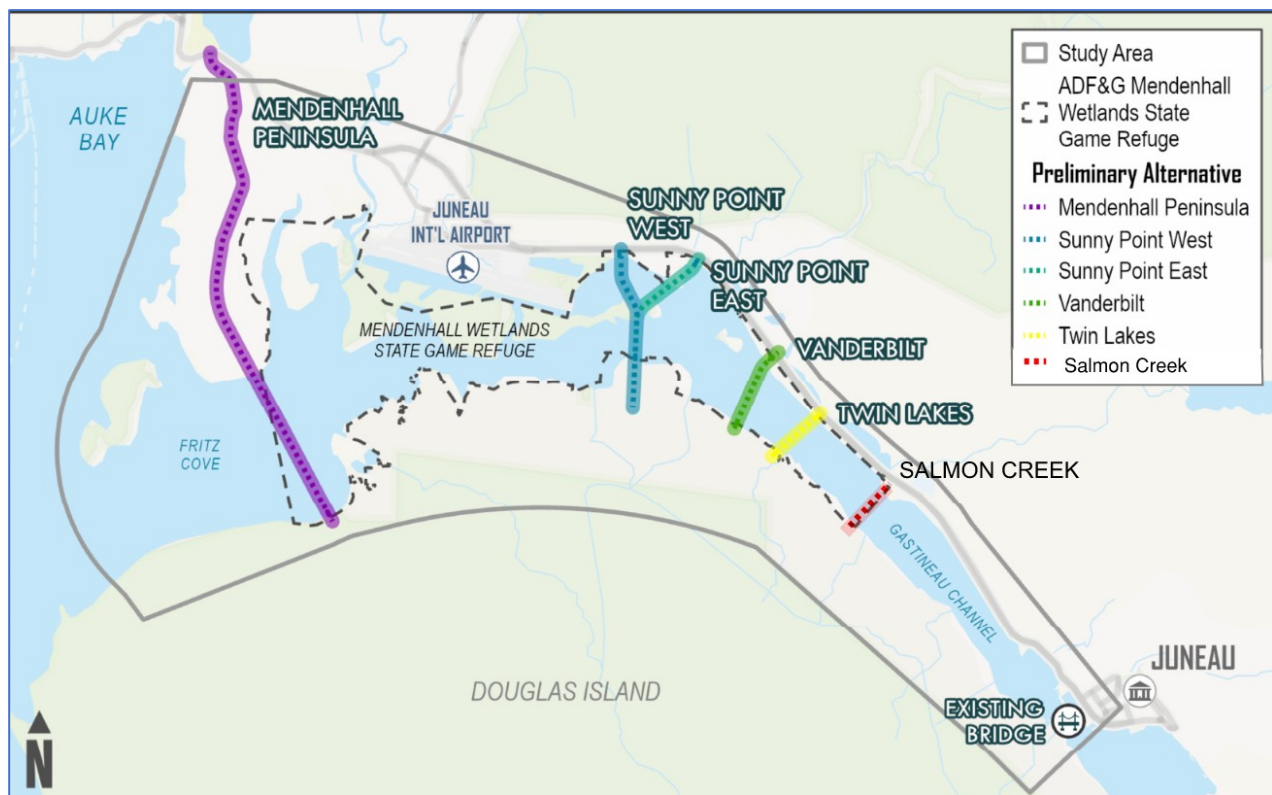 AUKE
BAY
MENDENHALL
PENINSULA
JUNEAU
INT'L AIRPORT
SUNNY POINT
WEST
SUNNY POINT
EAST
MENDENHALL WETLANDS
STATE GAME REFUGE
VANDERBILT
TWIN LAKES
FRITZ
COVE
SALMON CREEK
GASTINEAU CHANNEL
DOUGLAS ISLAND
JUNEAU
EXISTING
BRIDGE
N
Study Area
ADF&G Mendenhall
Wetlands State
Game Refuge
Preliminary Alternative
Mendenhall Peninsula
Sunny Point West
Sunny Point East
Vanderbilt
Twin Lakes
Salmon Creek